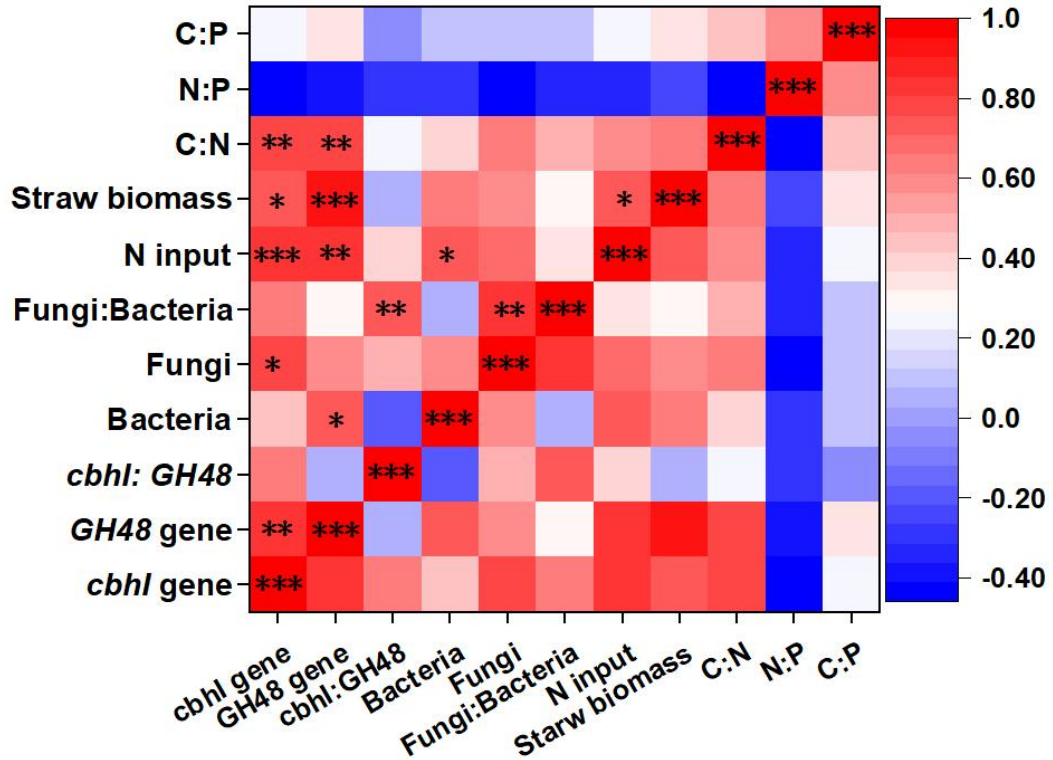 C:P *** 1.0
N:P ***
C:N ** ** *** 0.80
Straw biomass * *** * *** 0.60
N input *** ** * *** 0.40
Fungi:Bacteria ** ** ***
Fungi * *** 0.20
Bacteria * *** 0.0
cbhI: GH48 *** -0.20
GH48 gene ** ***
cbhI gene *** -0.40
cbhI gene
GH48 gene
cbhI:GH48
Bacteria
Fungi
Fungi:Bacteria
N input
Starw biomass
C:N
N:P
C:P